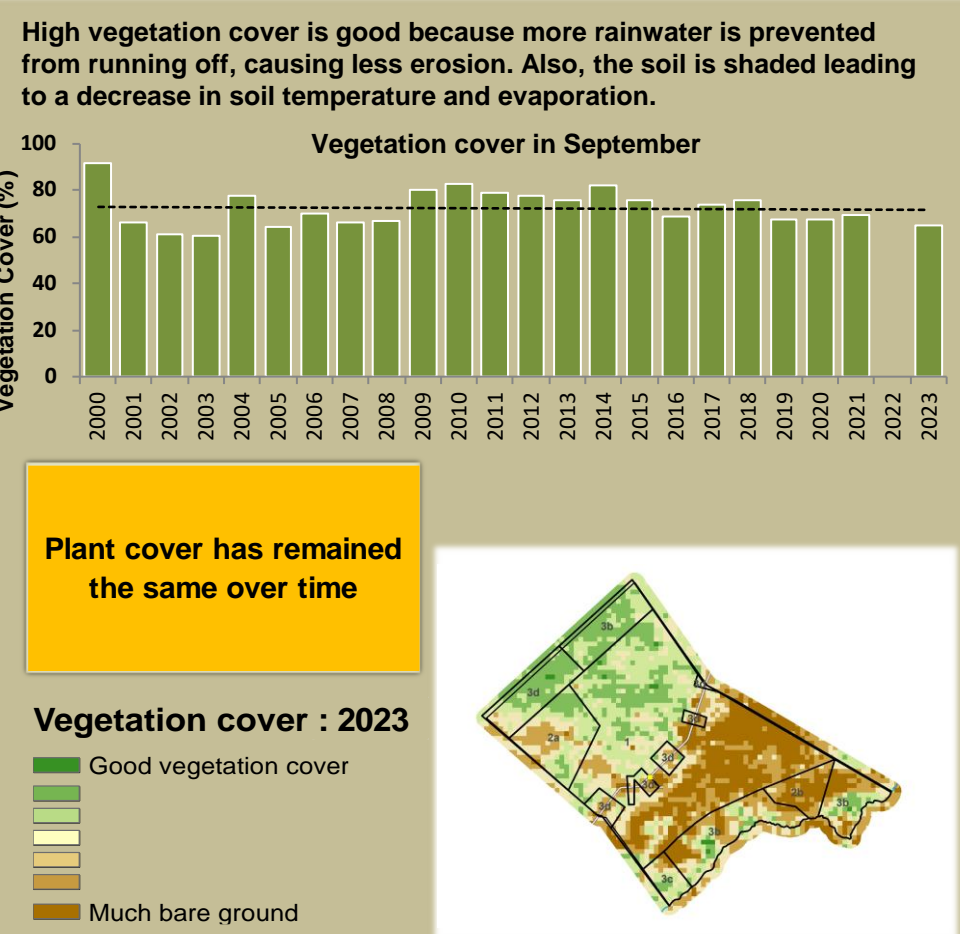 High vegetation cover is good because more rainwater is prevented
from running off, causing less erosion. Also, the soil is shaded leading
to a decrease in soil temperature and evaporation.
Vegetation cover in September
Vegetation Cover (%)
100
80
60
40
20
0
2000 2001 2002 2003 2004 2005 2006 2007 2008 2009 2010 2011 2012 2013 2014 2015 2016 2017 2018 2019 2020 2021 2022 2023
Plant cover has remained
the same over time
Vegetation cover : 2023
Good vegetation cover
Much bare ground
3b
3d
2a
1
3d
3d
3d
2b
3b
3b
3c